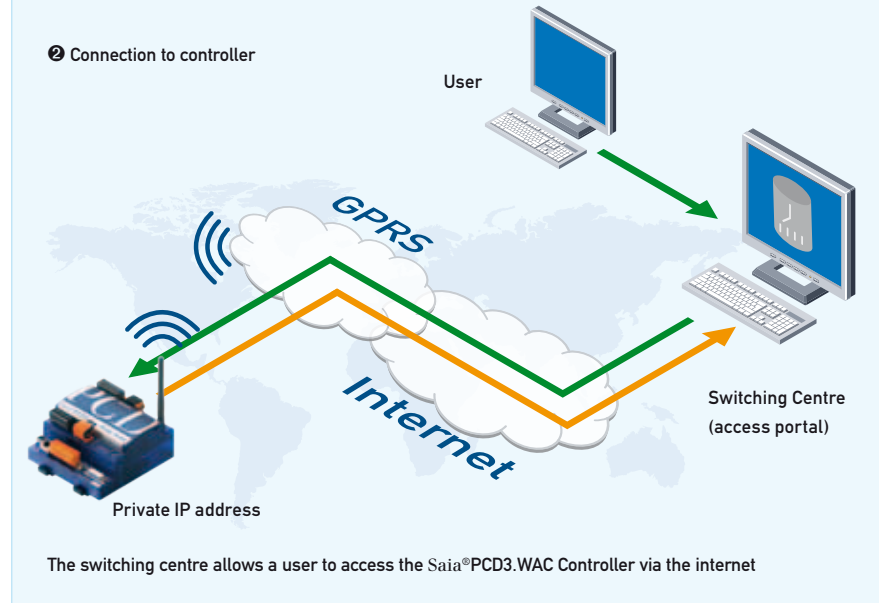 ❷ Connection to controller
User
GPRS
Internet
Switching Centre
(access portal)
PCD
Private IP address
The switching centre allows a user to access the Saia®PCD3.WAC Controller via the internet